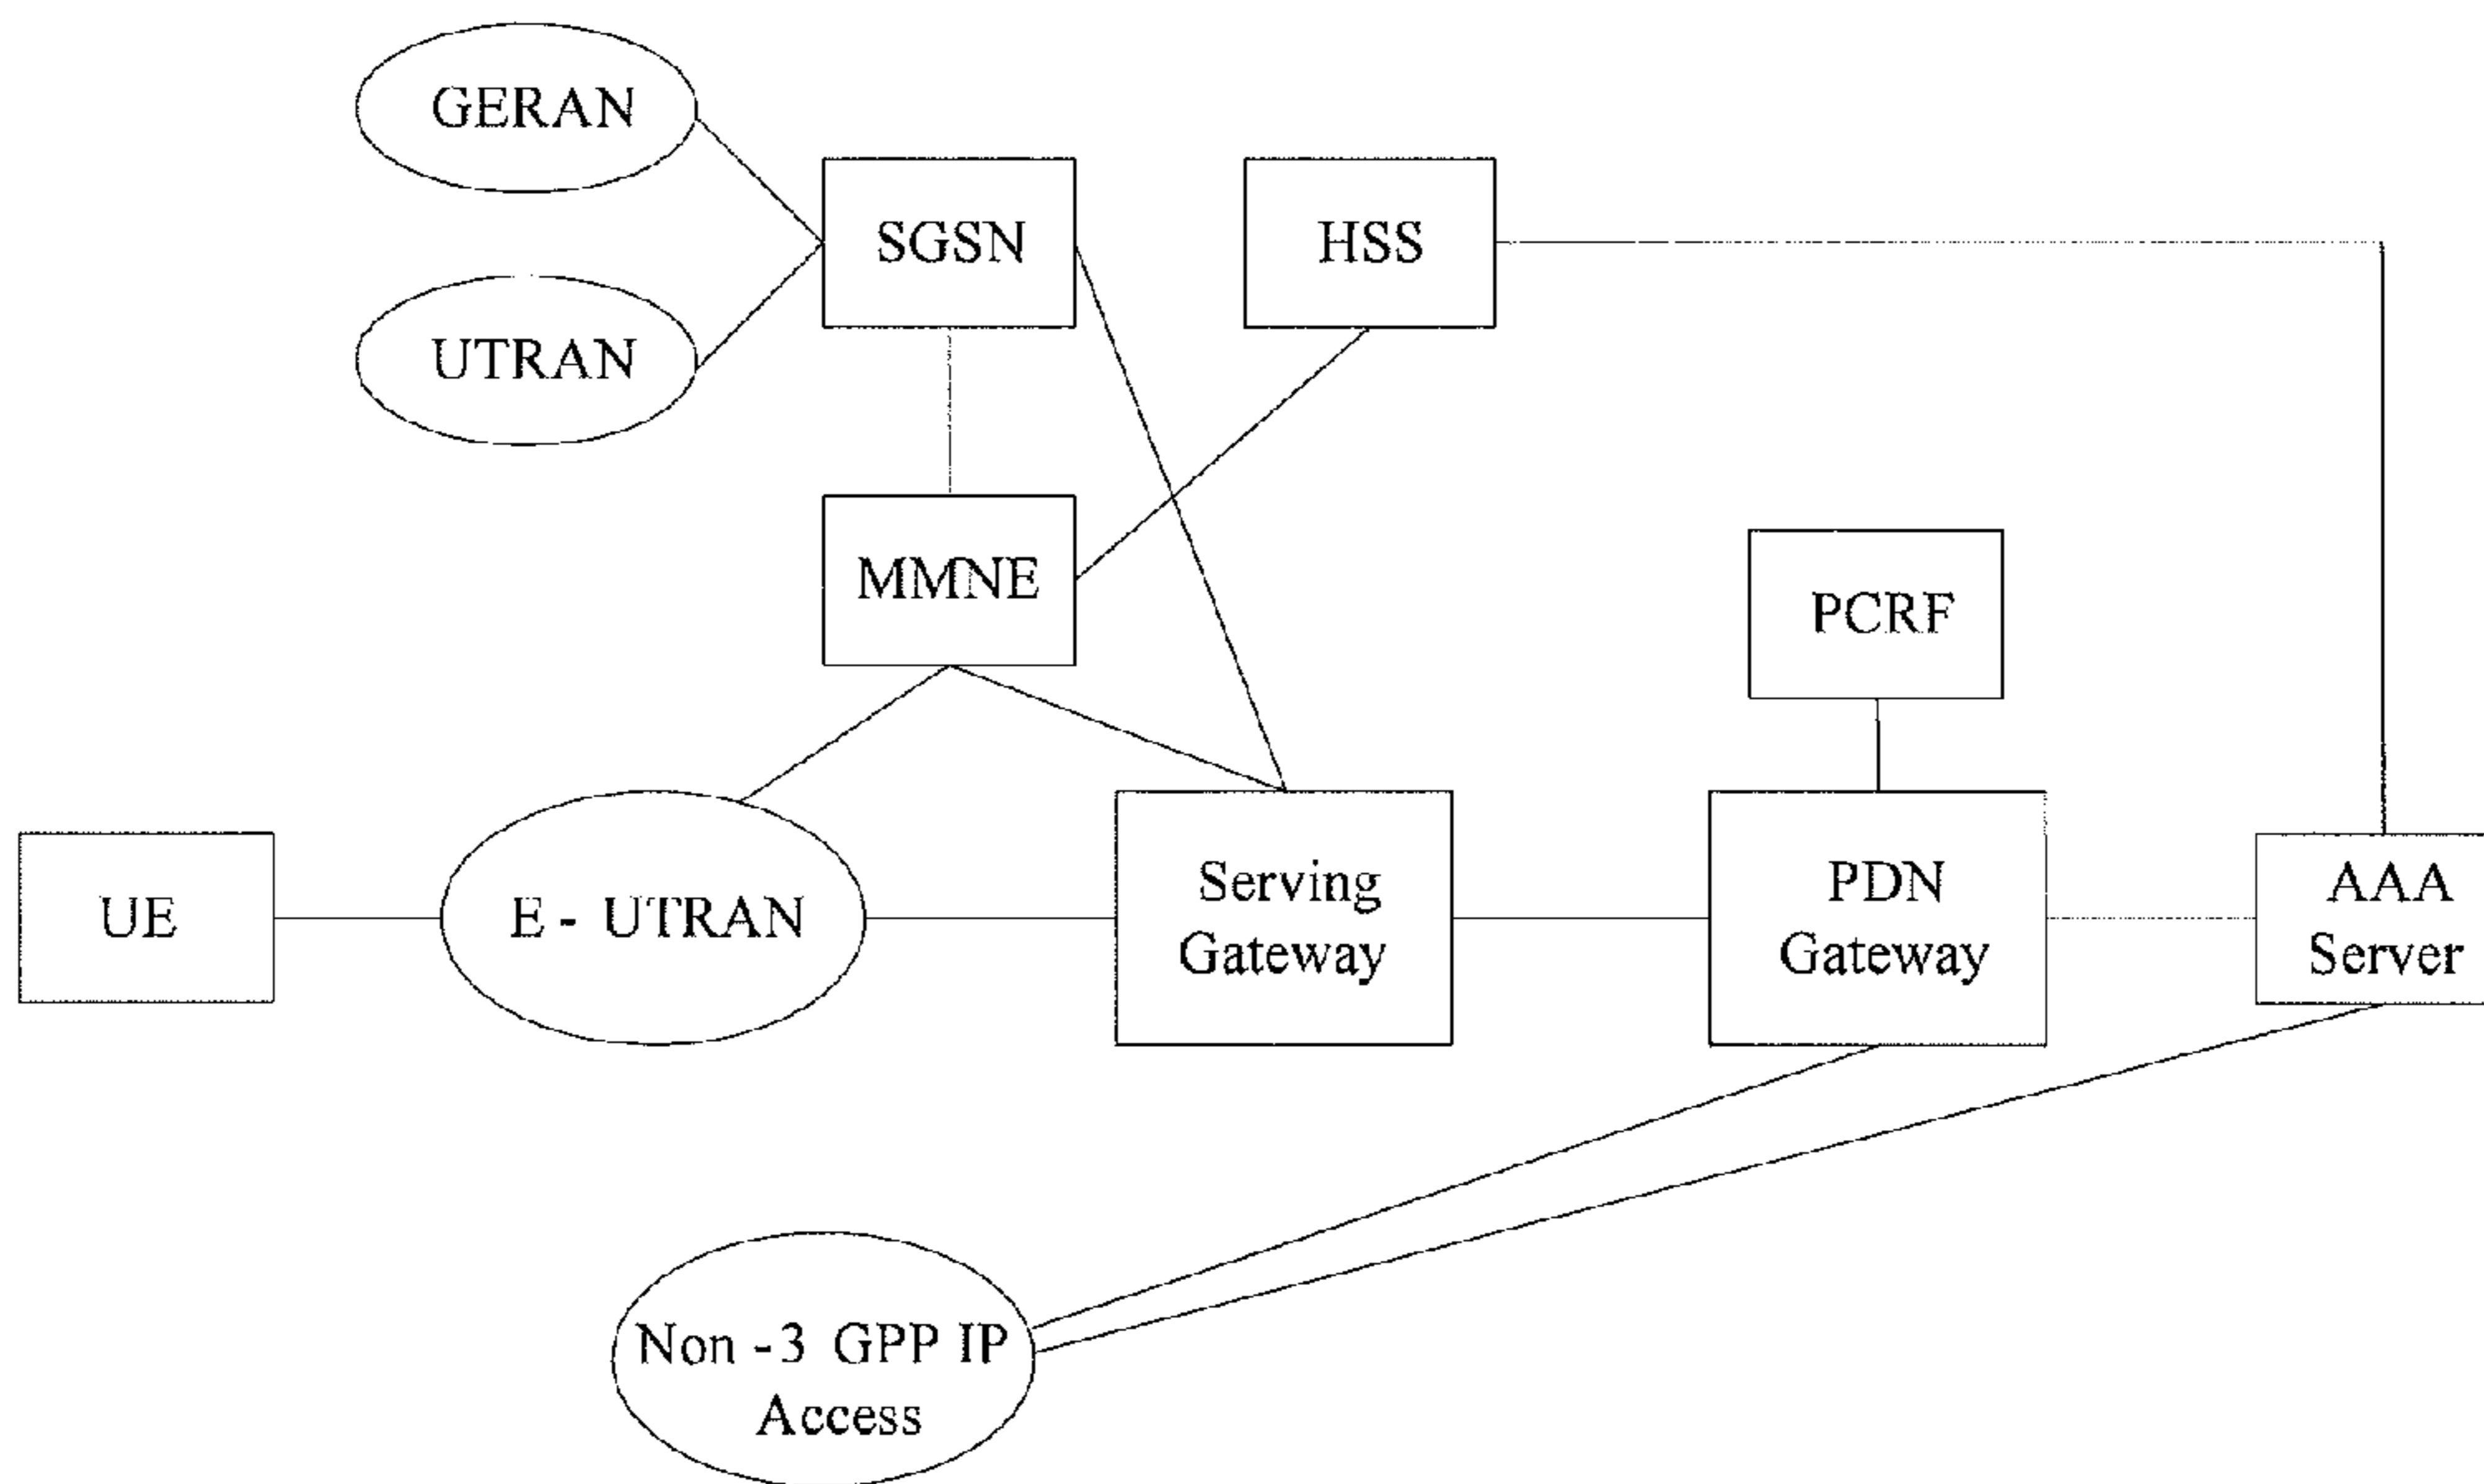 GERAN
SGSN
HSS
UTRAN
MMNE
PCRF
UE
E - UTRAN
Serving
Gateway
PDN
Gateway
AAA
Server
Non -3 GPP IP
Access